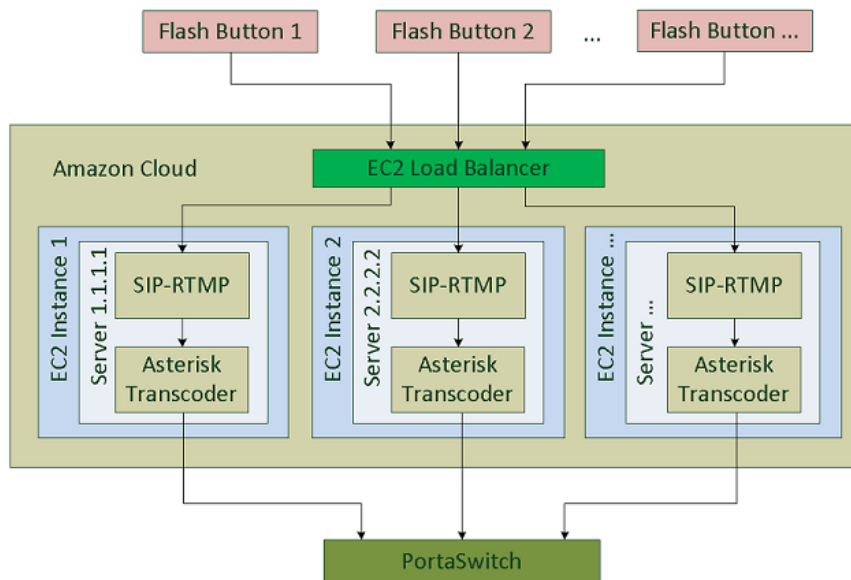 Flash Button 1
Flash Button 2
...
Flash Button ...
Amazon Cloud
EC2 Load Balancer
EC2 Instance 1
Server 1.1.1.1
SIP-RTMP
Asterisk
Transcoder
EC2 Instance 2
Server 2.2.2.2
SIP-RTMP
Asterisk
Transcoder
EC2 Instance ...
Server ...
SIP-RTMP
Asterisk
Transcoder
PortaSwitch